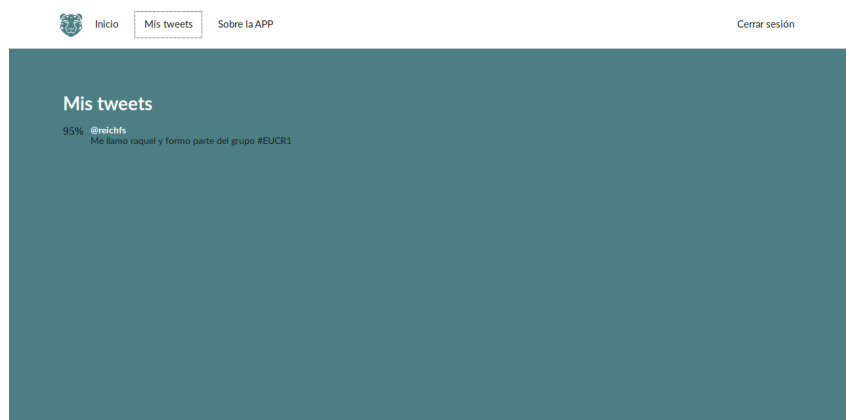 Inicio
Mis tweets
Sobre la APP
Cerrar sesión
Mis tweets
95%
@reichfs
Me llamo raquel y formo parte del grupo #EUCR1